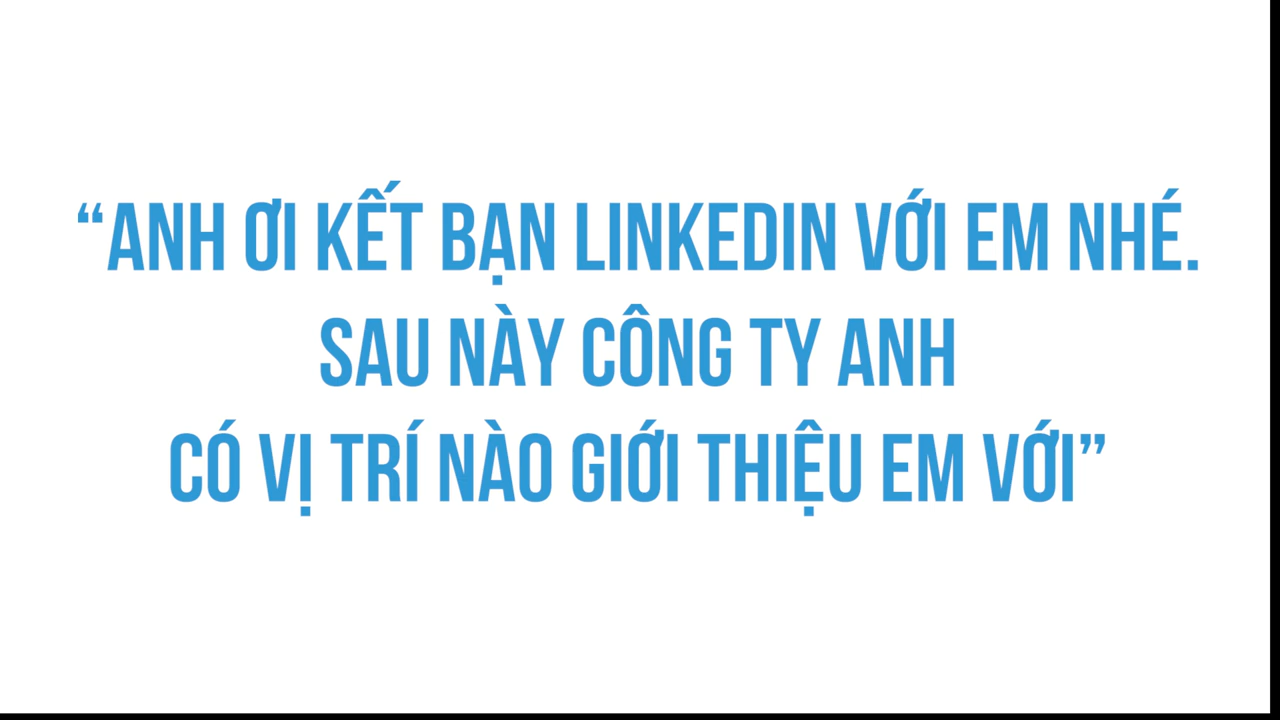 “ANH ƠI KẾT BẠN LINKEDIN VỚI EM NHÉ.
SAU NÀY CÔNG TY ANH
CÓ VỊ TRÍ NÀO GIỚI THIỆU EM VỚI”